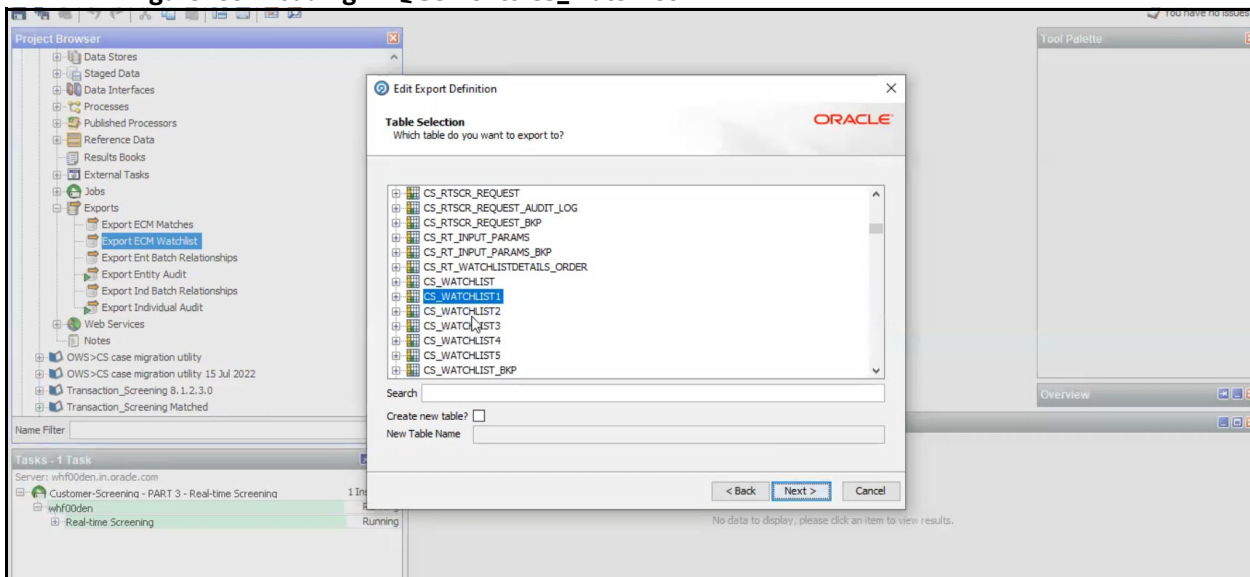 You have no issues
Project Browser
Data Stores
Staged Data
Data Interfaces
Processes
Published Processors
Reference Data
Results Books
External Tasks
Jobs
Exports
Export ECM Matches
Export ECM Watchlist
Export Ent Batch Relationships
Export Entity Audit
Export Ind Batch Relationships
Export Individual Audit
Web Services
Notes
OWS>CS case migration utility
OWS>CS case migration utility 15 Jul 2022
Transaction_Screening 8.1.2.3.0
Transaction_Screening Matched
Name Filter
Tasks - 1 Task
Server: whf00den.in.oracle.com
Customer-Screening - PART 3 - Real-time Screening
whf00den
Real-time Screening Running
Edit Export Definition
Table Selection
Which table do you want to export to?
ORACLE
CS_RTSCR_REQUEST
CS_RTSCR_REQUEST_AUDIT_LOG
CS_RTSCR_REQUEST_BKP
CS_RT_INPUT_PARAMS
CS_RT_INPUT_PARAMS_BKP
CS_RT_WATCHLISTDETAILS_ORDER
CS_WATCHLIST
CS_WATCHLIST1
CS_WATCHLIST2
CS_WATCHLIST3
CS_WATCHLIST4
CS_WATCHLIST5
CS_WATCHLIST_BKP
Search
Create new table?
New Table Name
< Back Next > Cancel
Tool Palette
Overview
No data to display, please click an item to view results.